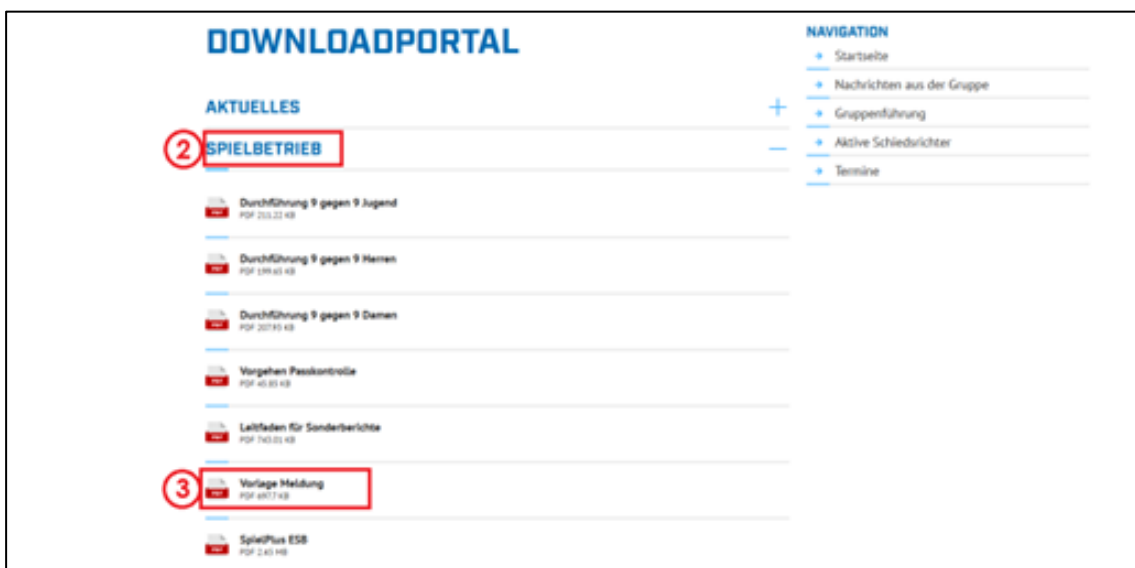 DOWNLOADPORTAL
AKTUELLES
2 SPIELBETRIEB
Durchführung 9 gegen 9 Jugend
PDF 211.22 KB
Durchführung 9 gegen 9 Herren
PDF 199.65 KB
Durchführung 9 gegen 9 Damen
PDF 207.93 KB
Vorgehen Passkontrolle
PDF 45.85 KB
Leitfaden für Sonderberichte
PDF 743.01 KB
3 Vorlage Meldung
PDF 697.7 KB
SpielPlus ESB
PDF 2.65 MB
NAVIGATION
Startseite
Nachrichten aus der Gruppe
Gruppenführung
Aktive Schiedsrichter
Termine